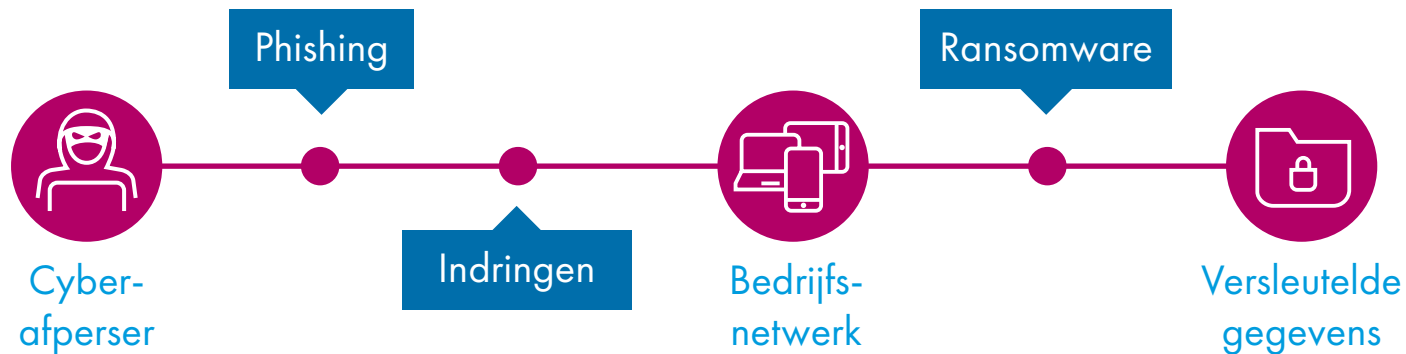 Phishing
Ransomware
Indringen
Cyber-
afperser
Bedrijfs-
netwerk
Versleutelde
gegevens